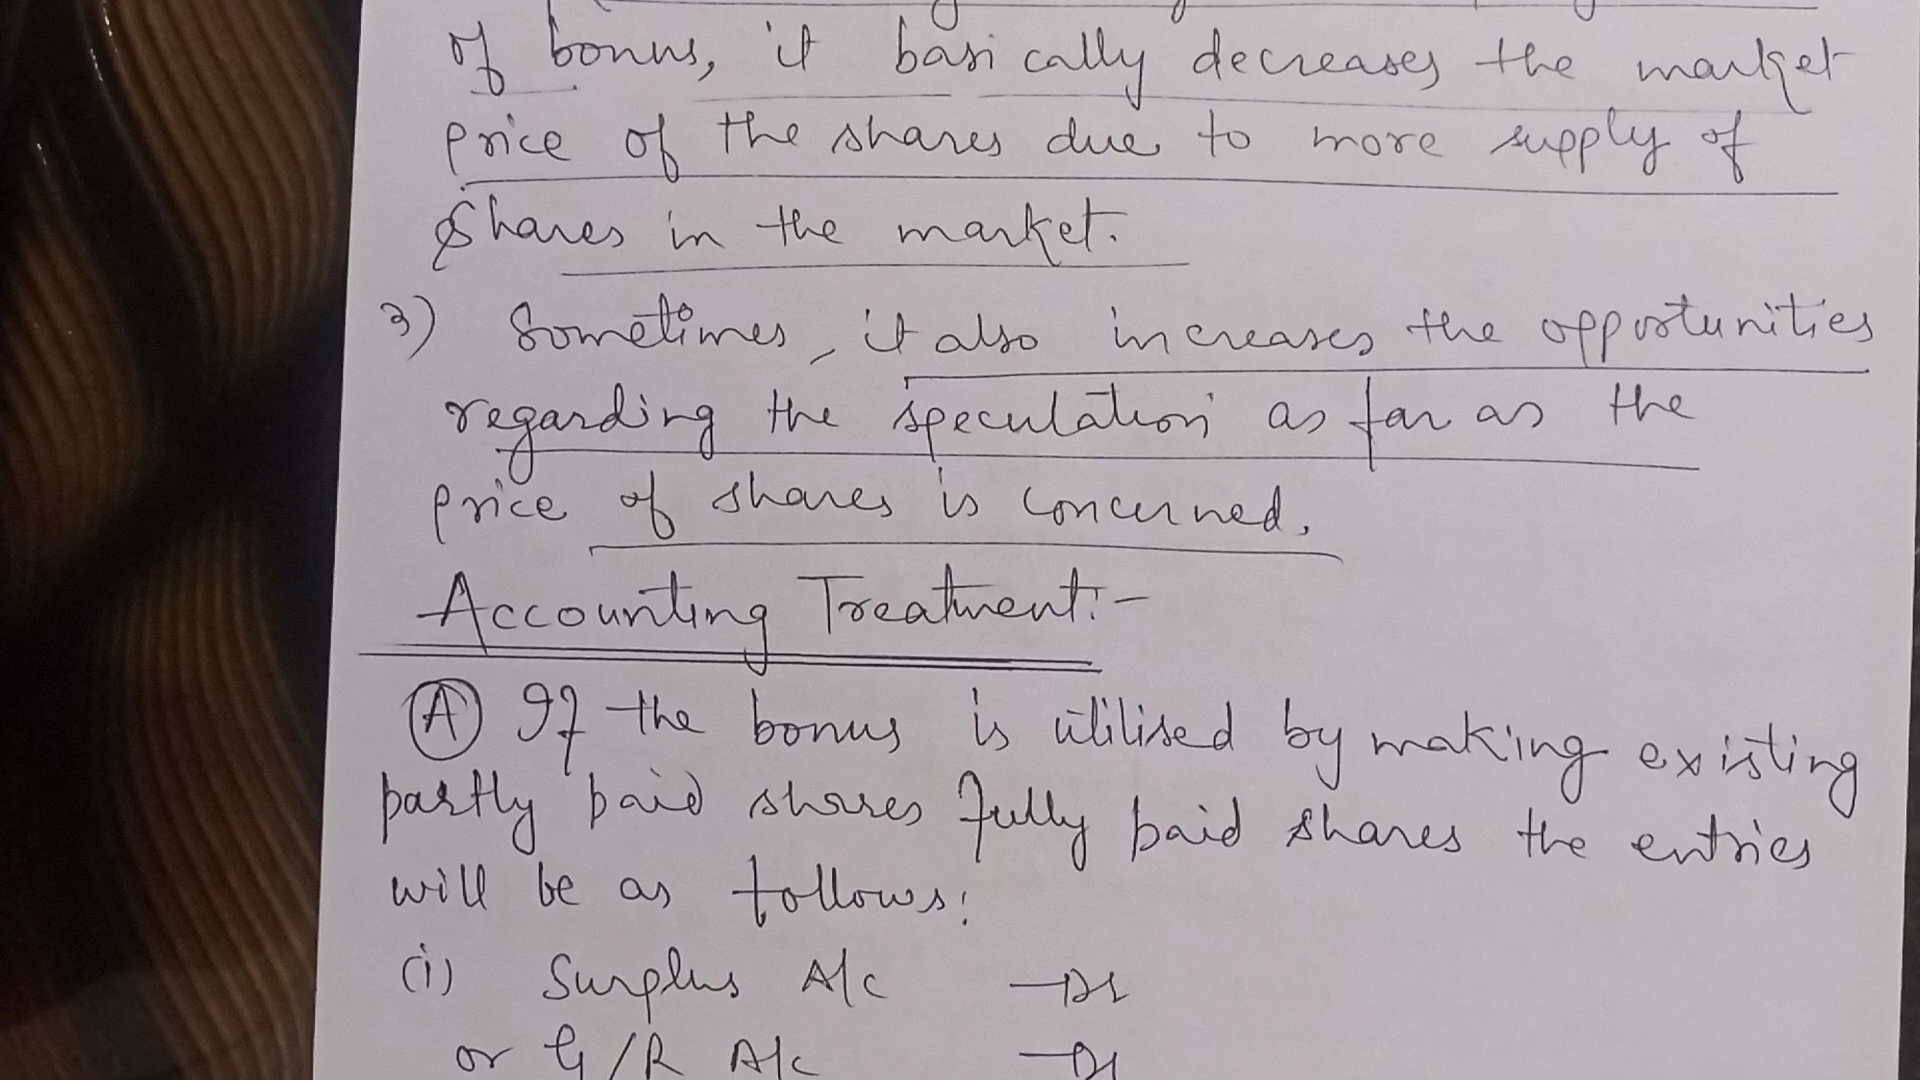 of bonus, it basically decreases the market
price of the shares due to more supply of
shares in the market.
3) Sometimes, it also increases the opportunities
regarding the speculation as far as the
price of shares is concerned.
Accounting Treatment:-
(A) If the bonus is utilised by making existing
partly paid shares fully paid shares the entries
will be as follows:
(i) Surplus A/c —Dr
or G/R A/c —Dr